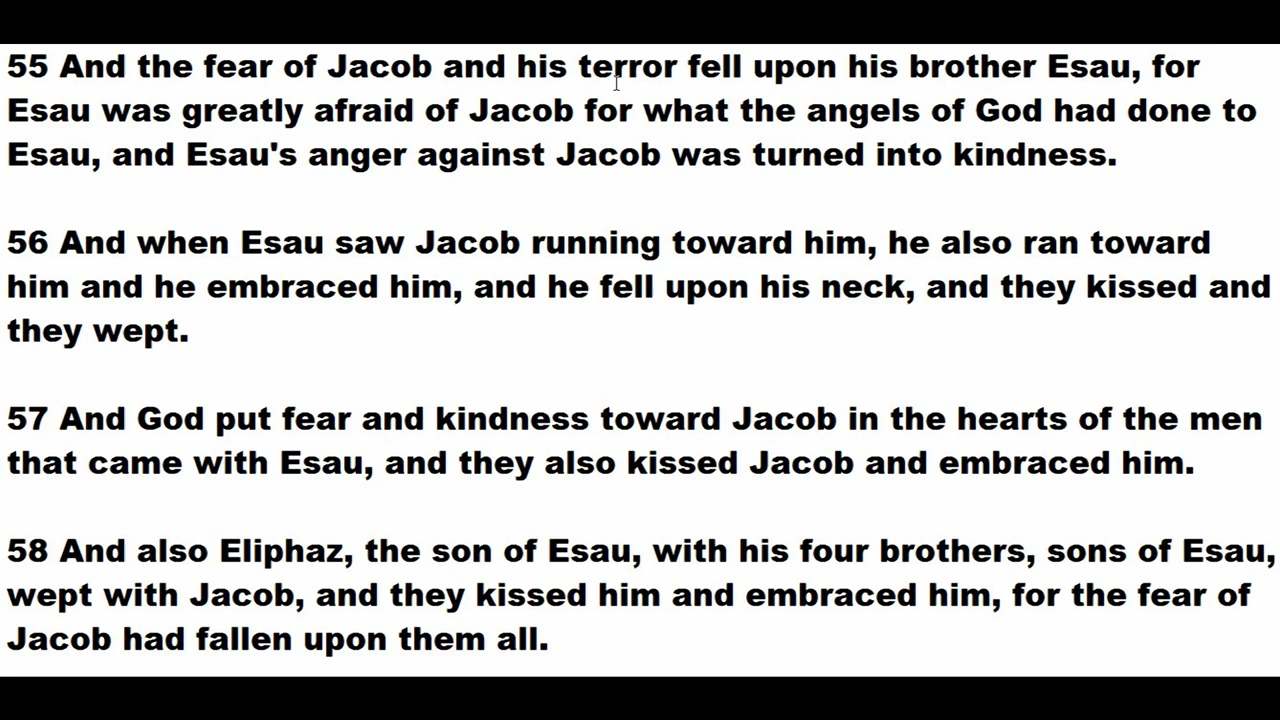 55 And the fear of Jacob and his terror fell upon his brother Esau, for
Esau was greatly afraid of Jacob for what the angels of God had done to
Esau, and Esau's anger against Jacob was turned into kindness.
56 And when Esau saw Jacob running toward him, he also ran toward
him and he embraced him, and he fell upon his neck, and they kissed and
they wept.
57 And God put fear and kindness toward Jacob in the hearts of the men
that came with Esau, and they also kissed Jacob and embraced him.
58 And also Eliphaz, the son of Esau, with his four brothers, sons of Esau,
wept with Jacob, and they kissed him and embraced him, for the fear of
Jacob had fallen upon them all.